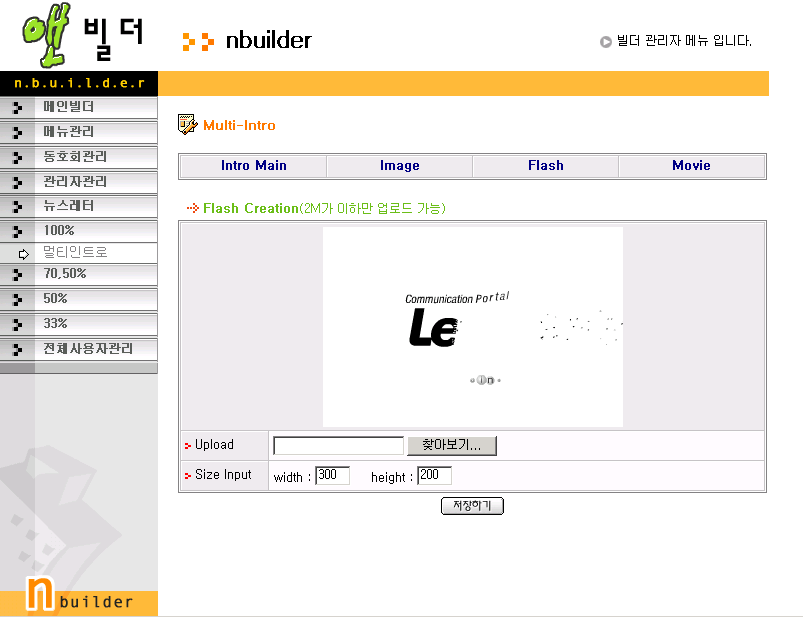 앤 빌더
n.b.u.i.l.d.e.r
nbuilder
빌더 관리자 메뉴 입니다.
메인빌더
메뉴관리
동호회관리
관리자관리
뉴스레터
100%
멀티인트로
70,50%
50%
33%
전체사용자관리
n builder
Multi-Intro
Intro Main Image Flash Movie
Flash Creation(2M가 이하만 업로드 가능)
Communication Portal
Le
Upload 찾아보기...
Size Input width : 300 height : 200
저장하기